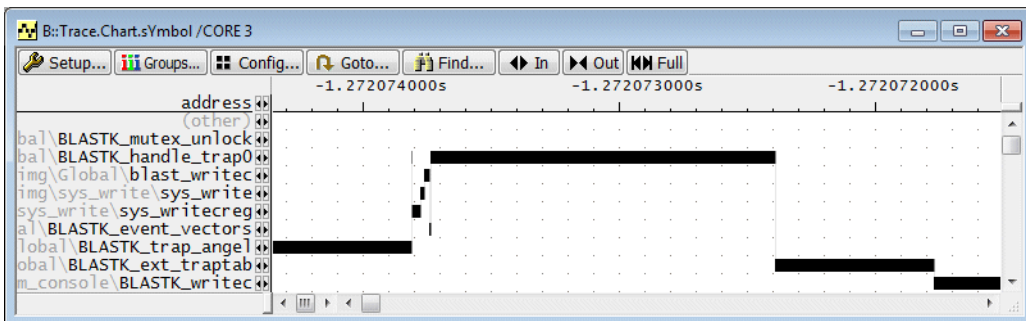 B::Trace.Chart.sYmbol /CORE 3
Setup... Groups... Config... Goto... Find... In Out Full
-1.272074000s -1.272073000s -1.272072000s
address
(other)
bal\BLASTK_mutex_unlock
bal\BLASTK_handle_trap0
img\Global\blast_writec
img\sys_write\sys_write
sys_write\sys_writecreg
al\BLASTK_event_vectors
lobal\BLASTK_trap_angel
obal\BLASTK_ext_traptab
m_console\BLASTK_writec